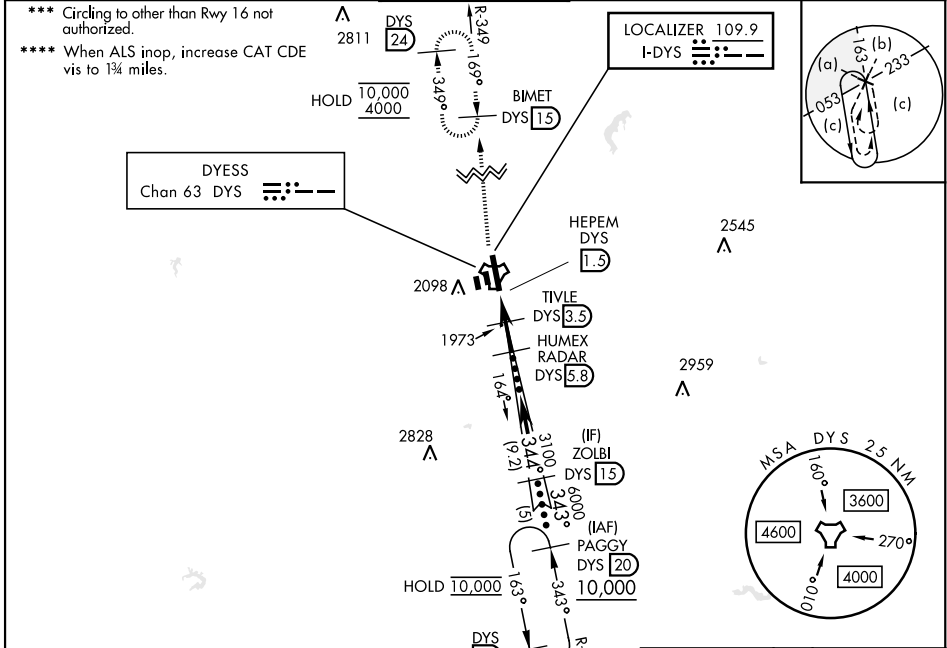 *** Circling to other than Rwy 16 not
authorized.
**** When ALS inop, increase CAT CDE
vis to 1¾ miles.
2811
DYS
24
R-349
169°
349°
HOLD 10,000
4000
BIMET
DYS 15
LOCALIZER 109.9
I-DYS
163
(b)
(a)
233
053
(c)
(c)
DYESS
Chan 63 DYS
HEPEM
DYS
1.5
2545
2098
TIVLE
DYS 3.5
1973
HUMEX
RADAR
DYS 5.8
2959
164°
2828
(9.2)
344°
3100
(IF)
ZOLBI
DYS 15
(5)
343°
6000
(IAF)
PAGGY
DYS 20
10,000
HOLD 10,000
163°
343°
DYS
MSA DYS 25 NM
160°
3600
4600
270°
4000
010°